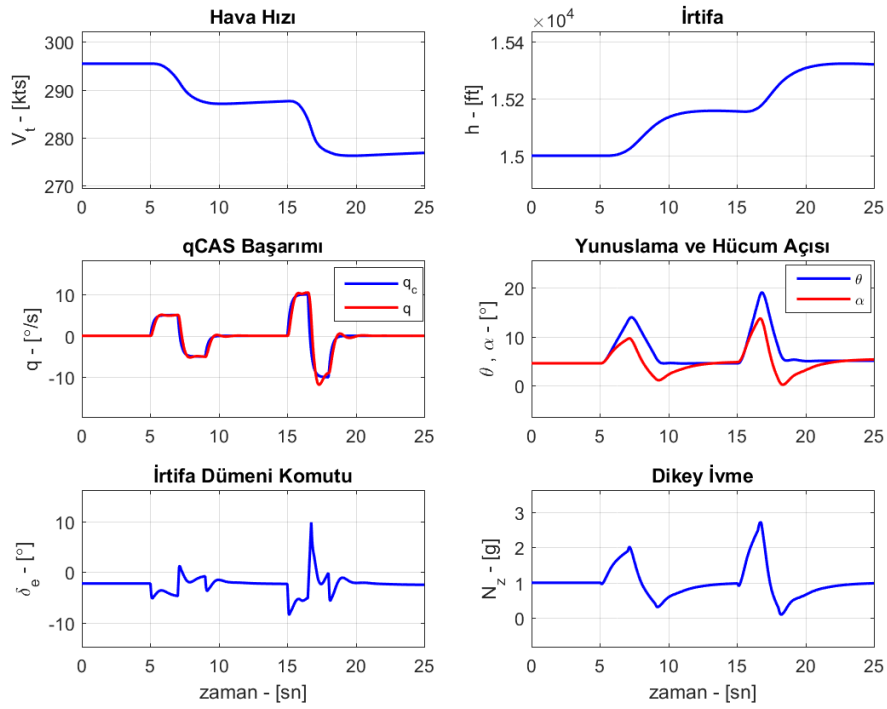 Hava Hızı
300
290
280
270
V_t - [kts]
0 5 10 15 20 25
İrtifa
×10^4
1.54
1.52
1.5
h - [ft]
0 5 10 15 20 25
qCAS Başarımı
q_c
q
10
0
-10
q - [°/s]
0 5 10 15 20 25
Yunuslama ve Hücum Açısı
θ
α
20
10
0
θ , α - [°]
0 5 10 15 20 25
İrtifa Dümeni Komutu
10
0
-10
δ_e - [°]
0 5 10 15 20 25
zaman - [sn]
Dikey İvme
3
2
1
0
N_z - [g]
0 5 10 15 20 25
zaman - [sn]